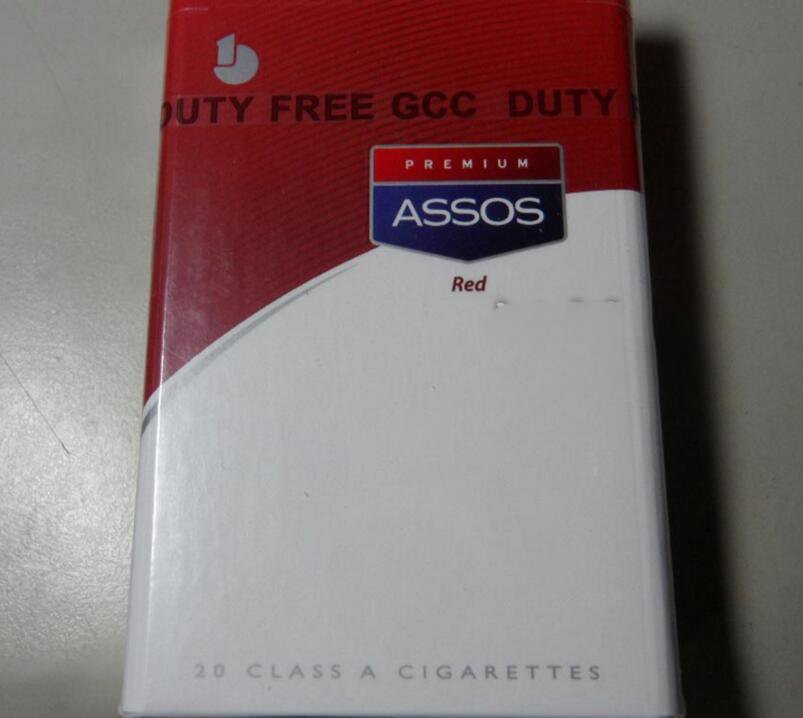 DUTY FREE GCC DUTY
PREMIUM
ASSOS
Red
20 CLASS A CIGARETTES